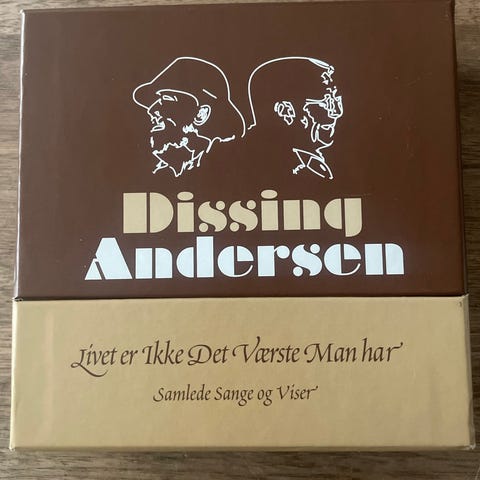 Dissing
Andersen
Livet er Ikke Det Værste Man har
Samlede Sange og Viser